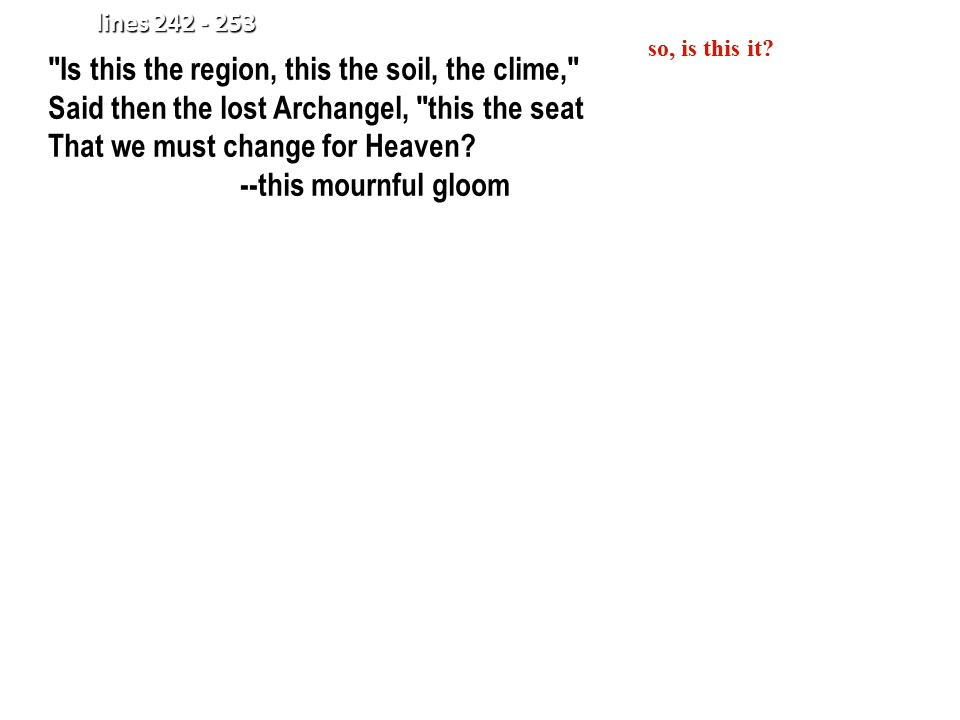 lines 242 - 253
so, is this it?
"Is this the region, this the soil, the clime,"
Said then the lost Archangel, "this the seat
That we must change for Heaven?
--this mournful gloom